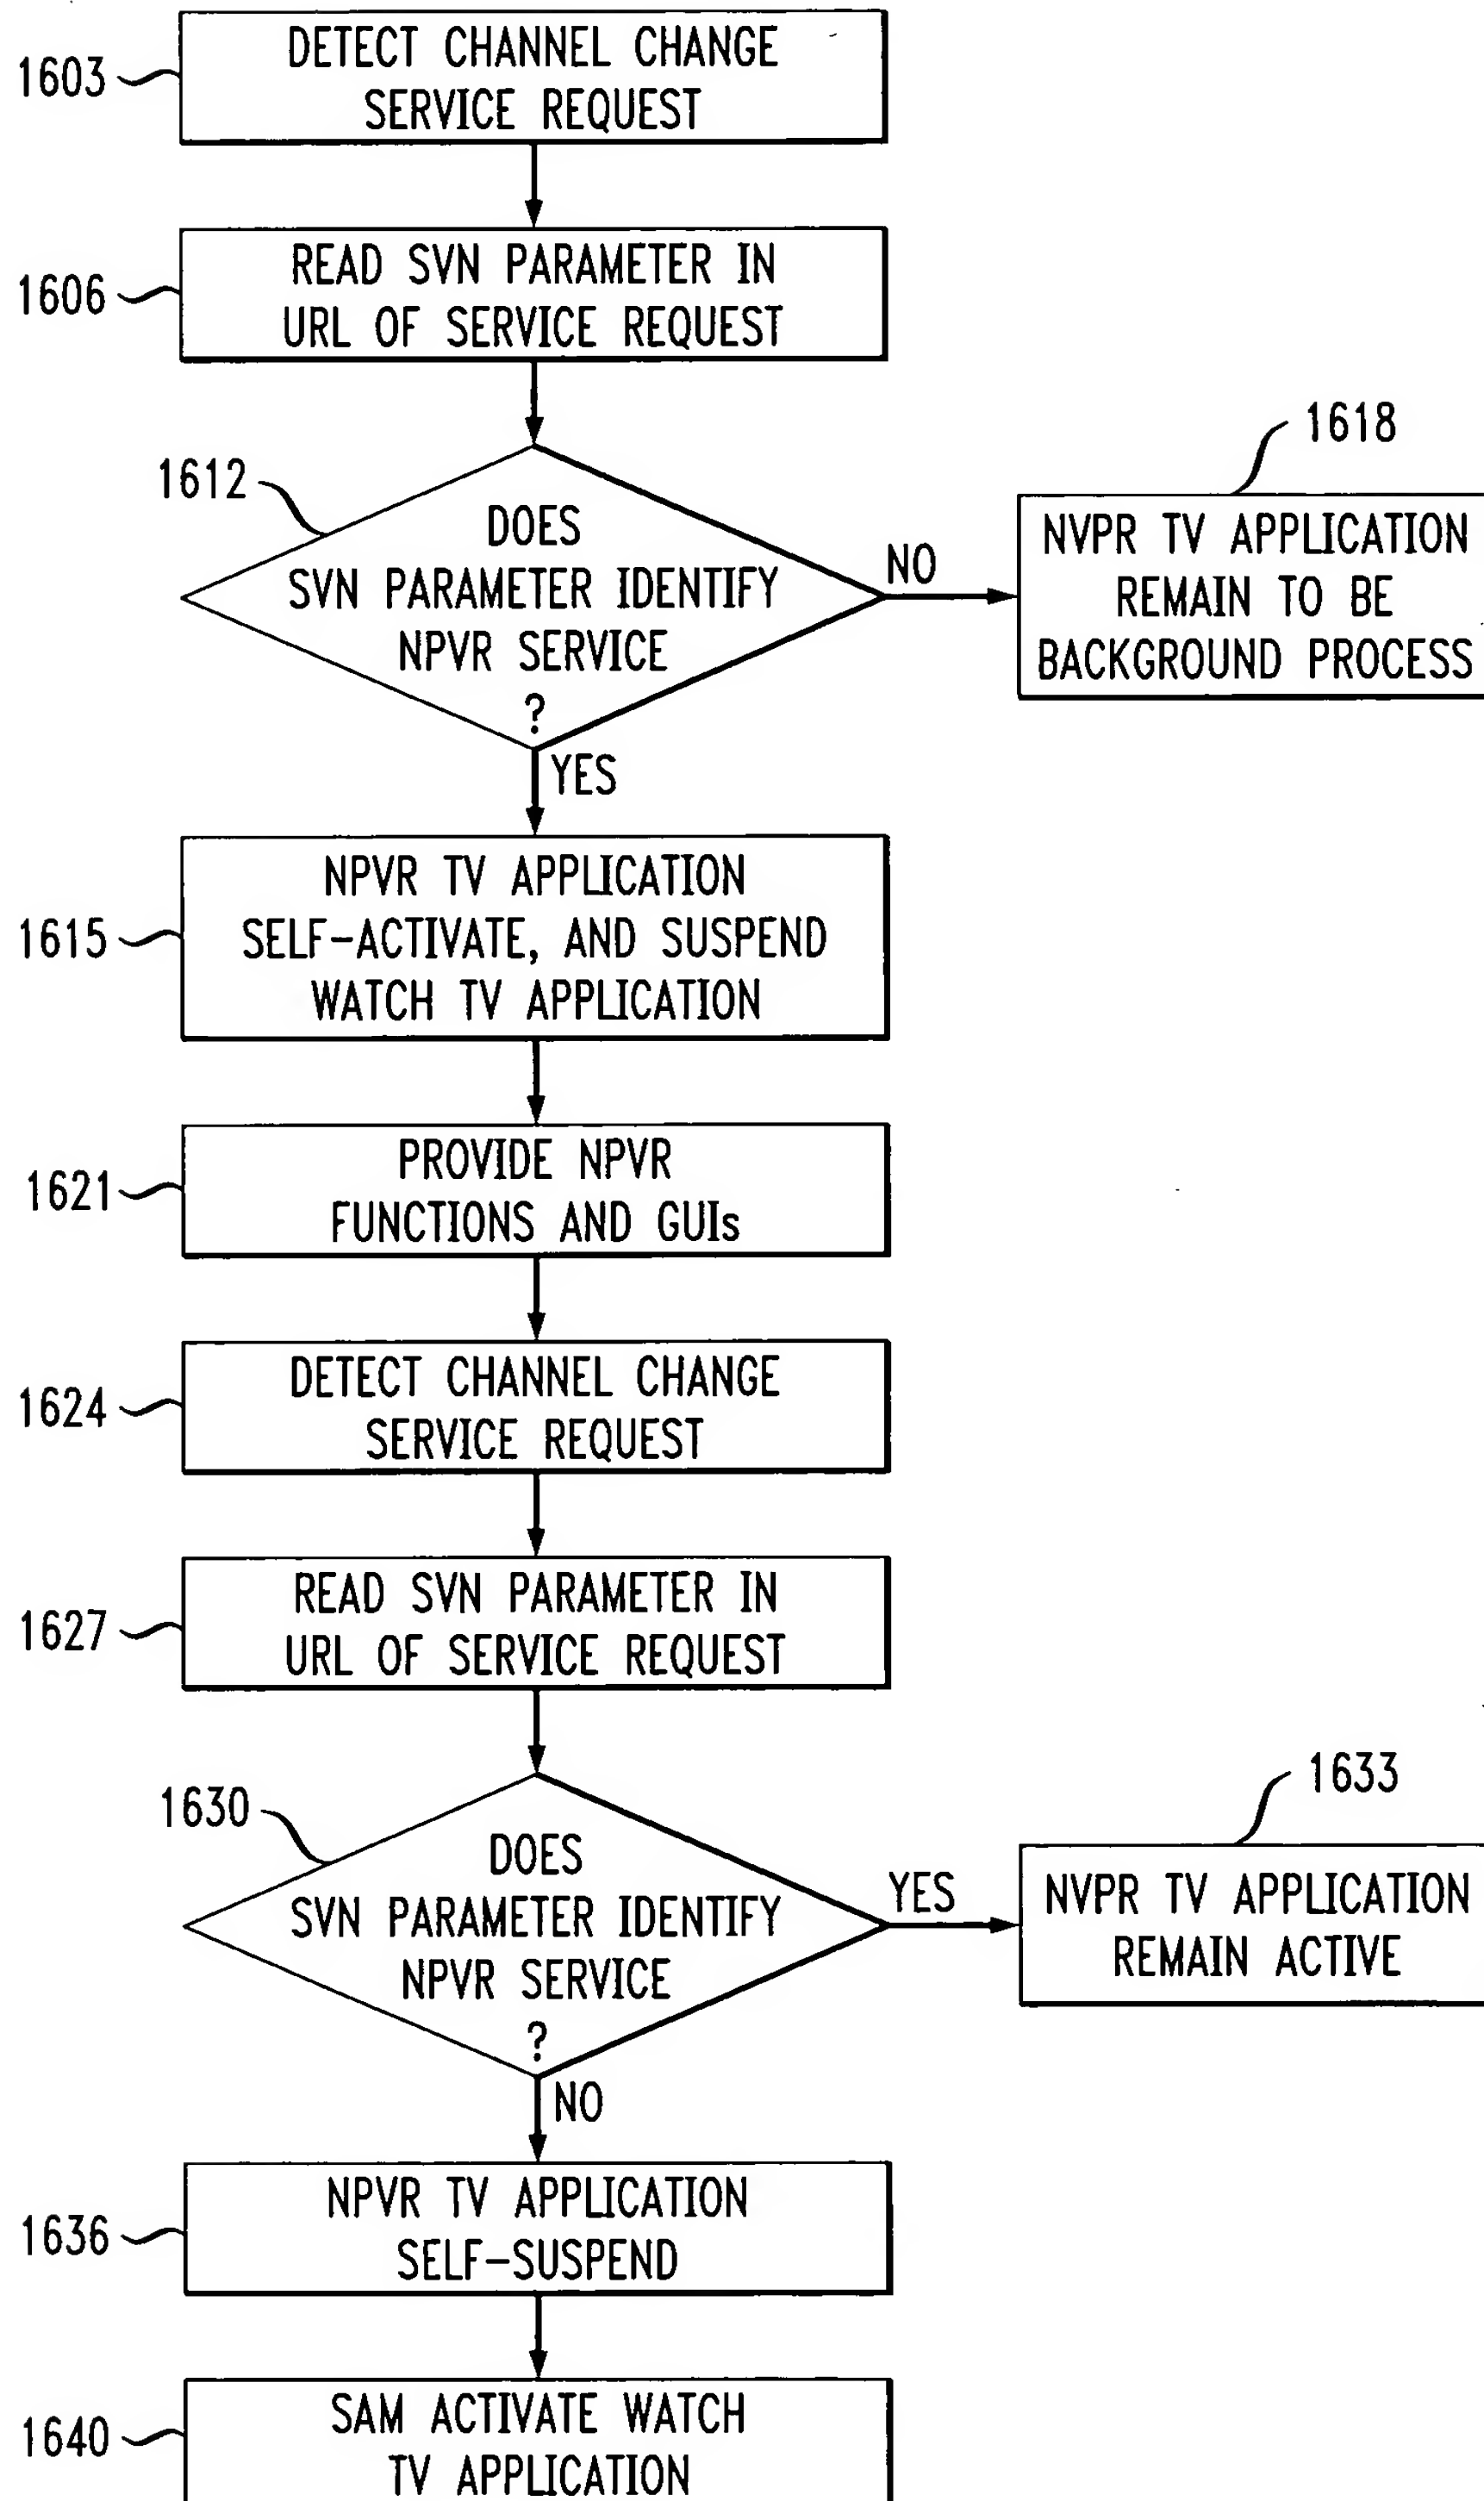 1603
DETECT CHANNEL CHANGE
SERVICE REQUEST
1606
READ SVN PARAMETER IN
URL OF SERVICE REQUEST
1612
DOES
SVN PARAMETER IDENTIFY
NPVR SERVICE
?
NO
1618
NVPR TV APPLICATION
REMAIN TO BE
BACKGROUND PROCESS
YES
1615
NPVR TV APPLICATION
SELF-ACTIVATE, AND SUSPEND
WATCH TV APPLICATION
1621
PROVIDE NPVR
FUNCTIONS AND GUIs
1624
DETECT CHANNEL CHANGE
SERVICE REQUEST
1627
READ SVN PARAMETER IN
URL OF SERVICE REQUEST
1630
DOES
SVN PARAMETER IDENTIFY
NPVR SERVICE
?
YES
1633
NVPR TV APPLICATION
REMAIN ACTIVE
NO
1636
NPVR TV APPLICATION
SELF-SUSPEND
1640
SAM ACTIVATE WATCH
TV APPLICATION